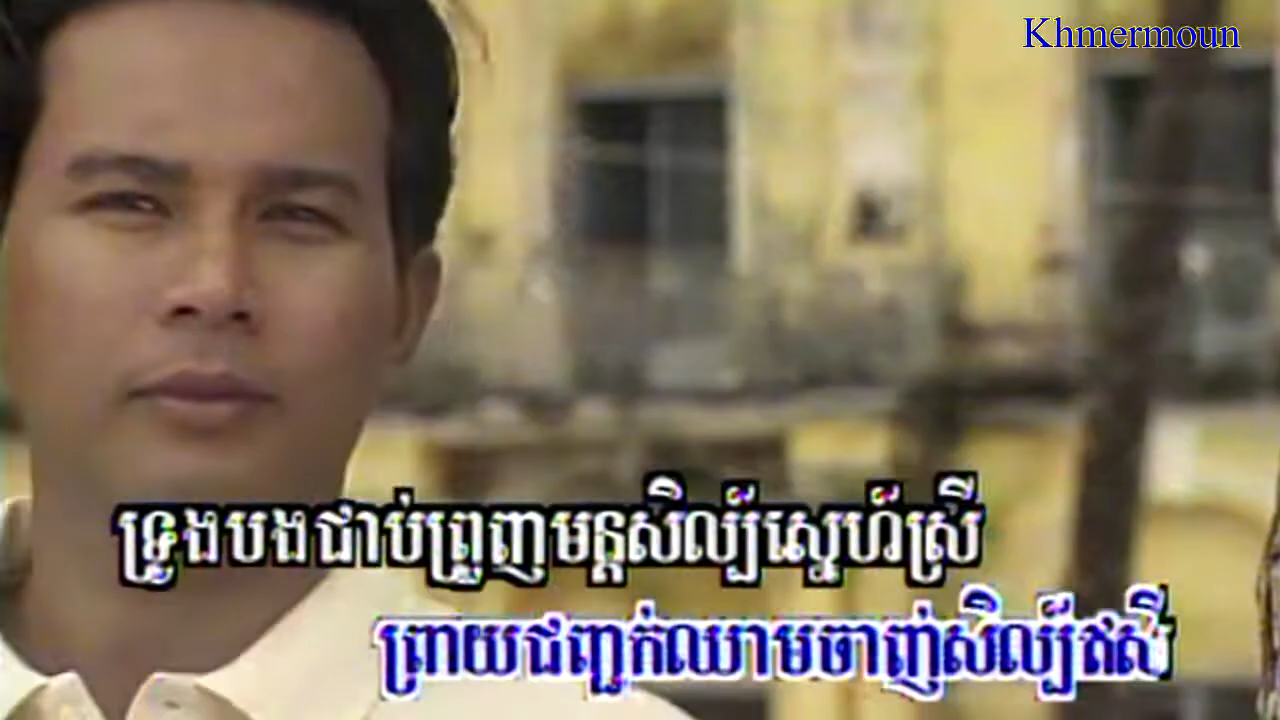 Khmermoun
ទ្រូងបងជាប់ព្រួញមន្តសិល្ប៍ស្នេហ៍ស្រី
ព្រាយជញ្ជក់ឈាមចាញ់សិល្ប៍ឥសី